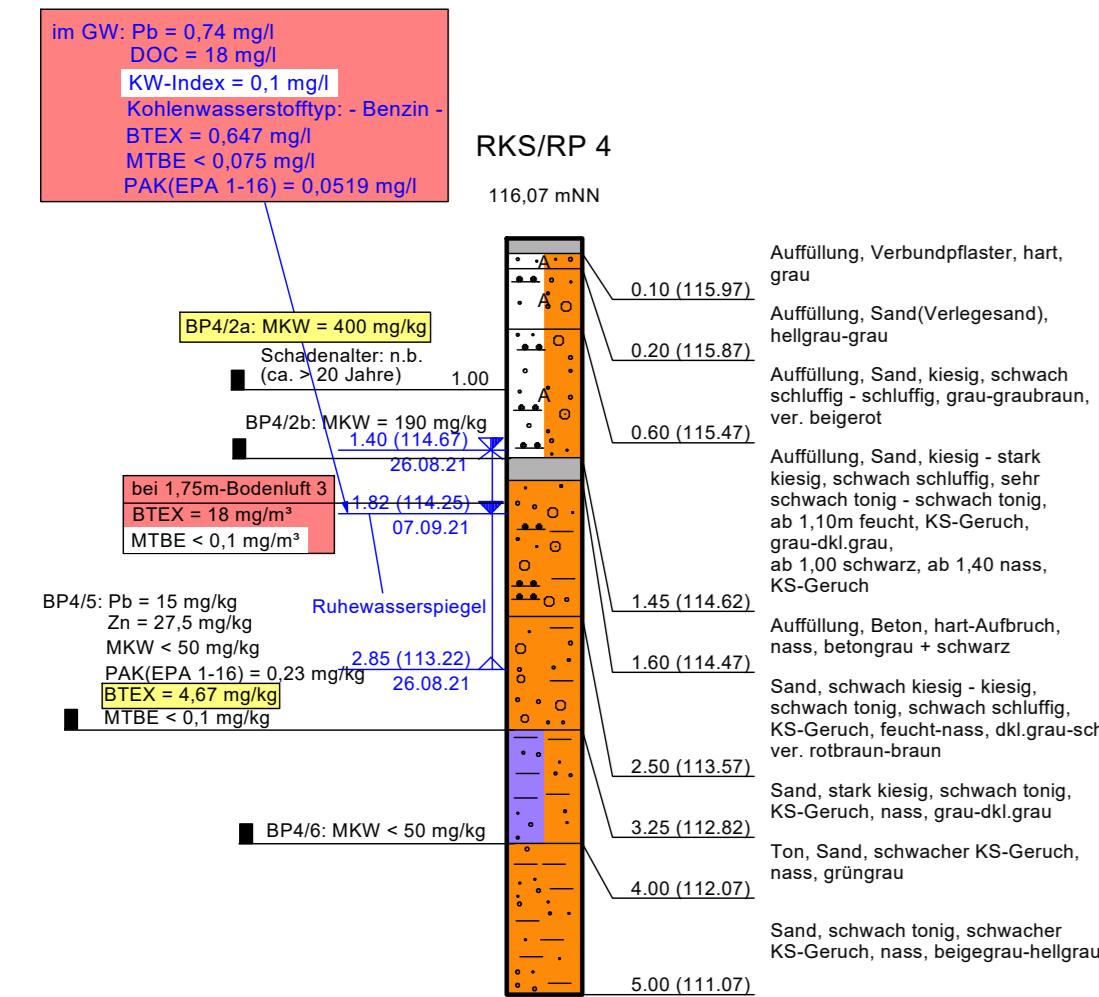 im GW: Pb = 0,74 mg/l
DOC = 18 mg/l
KW-Index = 0,1 mg/l
Kohlenwasserstofftyp: - Benzin -
BTEX = 0,647 mg/l
MTBE < 0,075 mg/l
PAK(EPA 1-16) = 0,0519 mg/l
RKS/RP 4
116,07 mNN
A
A
A
BP4/2a: MKW = 400 mg/kg
Schadenalter: n.b.
(ca. > 20 Jahre)
1.00
BP4/2b: MKW = 190 mg/kg
1.40 (114.67)
26.08.21
bei 1,75m-Bodenluft 3
BTEX = 18 mg/m³
MTBE < 0,1 mg/m³
1.82 (114.25)
07.09.21
Ruhewasserspiegel
BP4/5: Pb = 15 mg/kg
Zn = 27,5 mg/kg
MKW < 50 mg/kg
PAK(EPA 1-16) = 0,23 mg/kg
BTEX = 4,67 mg/kg
MTBE < 0,1 mg/kg
2.85 (113.22)
26.08.21
BP4/6: MKW < 50 mg/kg
Auffüllung, Verbundpflaster, hart,
grau
0.10 (115.97)
Auffüllung, Sand(Verlegesand),
hellgrau-grau
0.20 (115.87)
Auffüllung, Sand, kiesig, schwach
schluffig - schluffig, grau-graubraun,
ver. beigerot
0.60 (115.47)
Auffüllung, Sand, kiesig - stark
kiesig, schwach schluffig, sehr
schwach tonig - schwach tonig,
ab 1,10m feucht, KS-Geruch,
grau-dkl.grau,
ab 1,00 schwarz, ab 1,40 nass,
KS-Geruch
1.45 (114.62)
Auffüllung, Beton, hart-Aufbruch,
nass, betongrau + schwarz
1.60 (114.47)
Sand, schwach kiesig - kiesig,
schwach tonig, schwach schluffig,
KS-Geruch, feucht-nass, dkl.grau-sch
ver. rotbraun-braun
2.50 (113.57)
Sand, stark kiesig, schwach tonig,
KS-Geruch, nass, grau-dkl.grau
3.25 (112.82)
Ton, Sand, schwacher KS-Geruch,
nass, grüngrau
4.00 (112.07)
Sand, schwach tonig, schwacher
KS-Geruch, nass, beigegrau-hellgrau
5.00 (111.07)